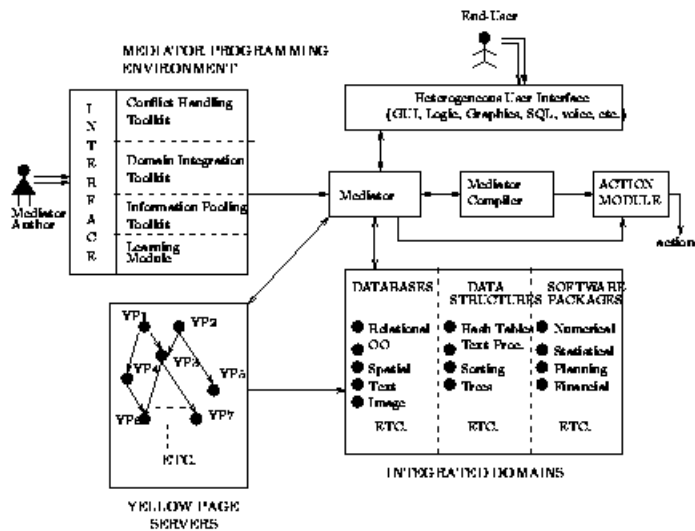 End-User
MEDIATOR PROGRAMMING
ENVIRONMENT
INTERFACE
Conflict Handling
Toolkit
Domain Integration
Toolkit
Information Pooling
Toolkit
Learning
Module
Mediator
Author
Heterogeneous User Interface
(GUI, Logic, Graphics, SQL, voice, etc.)
Mediator
Mediator
Compiler
ACTION
MODULE
action
DATABASES
Relational
OO
Spatial
Text
Image
ETC.
DATA
STRUCTURES
Hash Tables
Text Proc.
Sorting
Trees
ETC.
SOFTWARE
PACKAGES
Numerical
Statistical
Planning
Financial
ETC.
INTEGRATED DOMAINS
YP1
YP2
YP3
YP4
YP5
YP6
YP7
ETC.
YELLOW PAGE
SERVERS